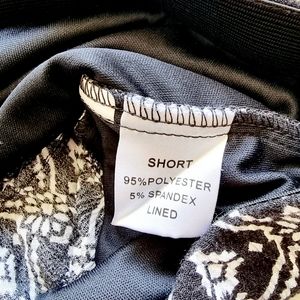 SHORT
95%POLYESTER
5% SPANDEX
LINED